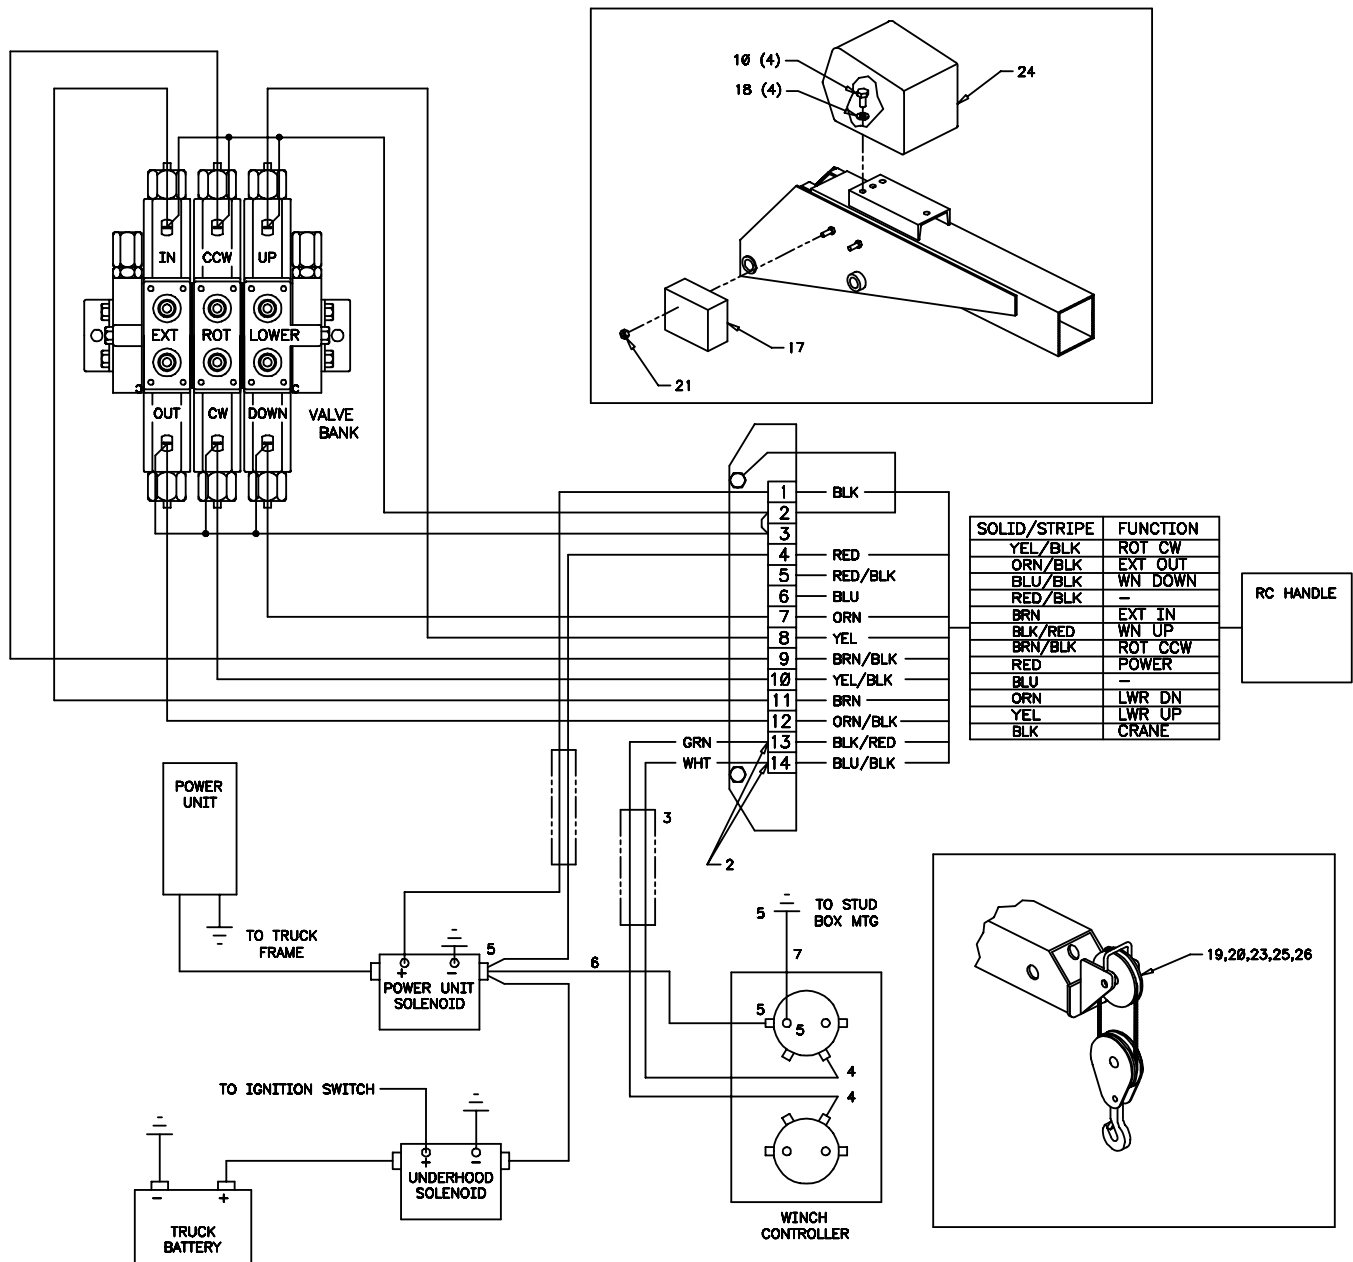 10 (4)
18 (4)
24
17
21
IN
CCW
UP
EXT
ROT
LOWER
OUT
CW
DOWN
VALVE
BANK
1
BLK
2
3
4
RED
5
RED/BLK
6
BLU
7
ORN
8
YEL
9
BRN/BLK
10
YEL/BLK
11
BRN
12
ORN/BLK
GRN
13
BLK/RED
WHT
14
BLU/BLK
SOLID/STRIPE FUNCTION
YEL/BLK ROT CW
ORN/BLK EXT OUT
BLU/BLK WN DOWN
RED/BLK -
BRN EXT IN
BLK/RED WN UP
BRN/BLK ROT CCW
RED POWER
BLU -
ORN LWR DN
YEL LWR UP
BLK CRANE
RC HANDLE
POWER
UNIT
3
2
TO TRUCK
FRAME
5
TO STUD
BOX MTG
7
5
6
+ -
POWER UNIT
SOLENOID
5
5
4
4
TO IGNITION SWITCH
+ -
UNDERHOOD
SOLENOID
- +
TRUCK
BATTERY
WINCH
CONTROLLER
19,20,23,25,26